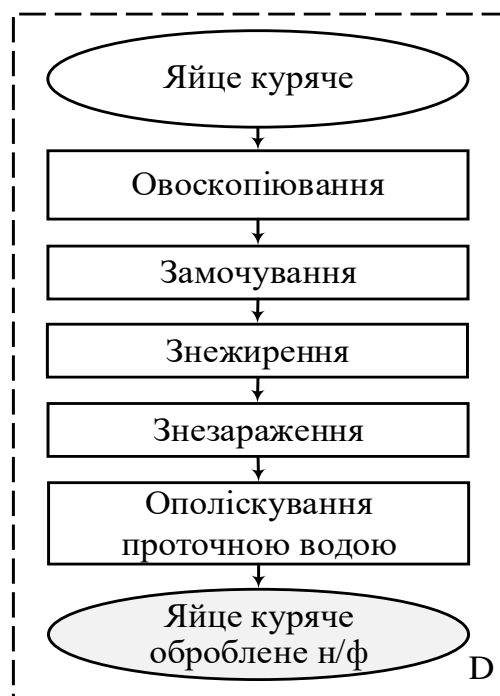 Яйце куряче
Овоскопіювання
Замочування
Знежирення
Знезараження
Ополіскування
проточною водою
Яйце куряче
оброблене н/ф
D